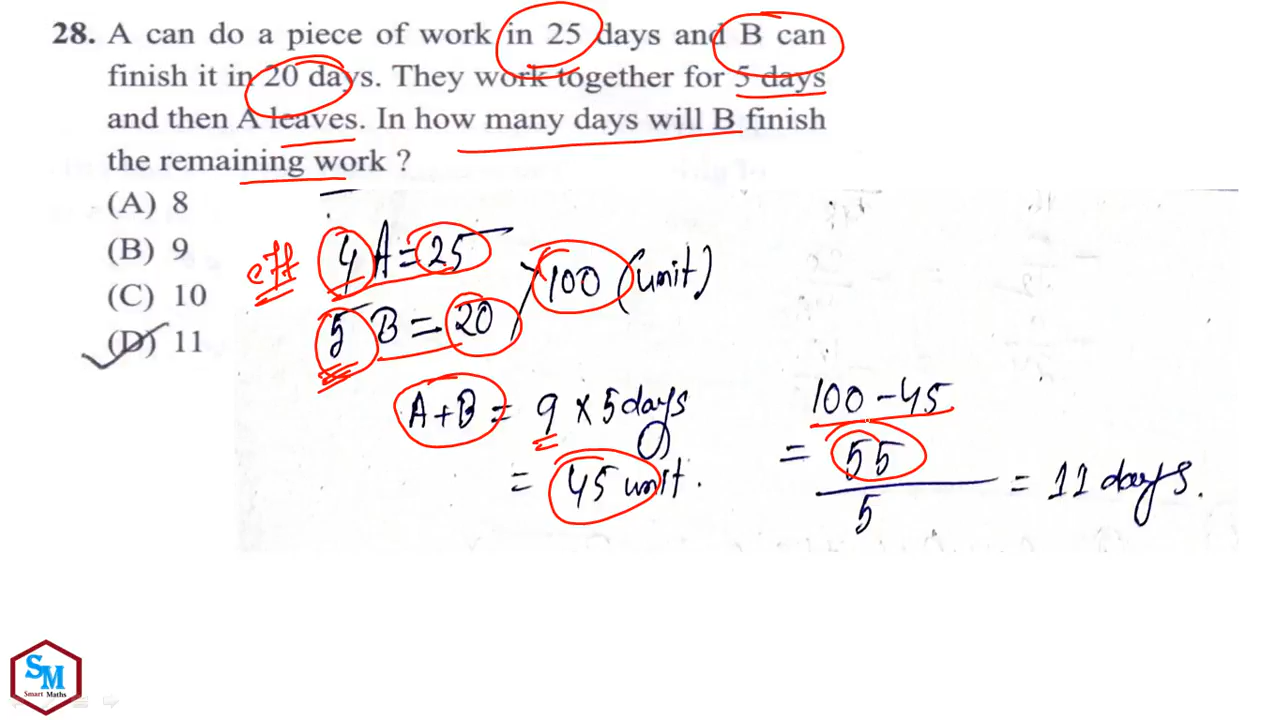 28. A can do a piece of work in 25 days and B can
finish it in 20 days. They work together for 5 days
and then A leaves. In how many days will B finish
the remaining work ?
(A) 8
(B) 9
(C) 10
(D) 11
eff 4 A = 25
5 B = 20
100 (unit)
A+B = 9 × 5 days
= 45 unit.
100 - 45
= 55
5
= 11 days.
SM
Smart Maths